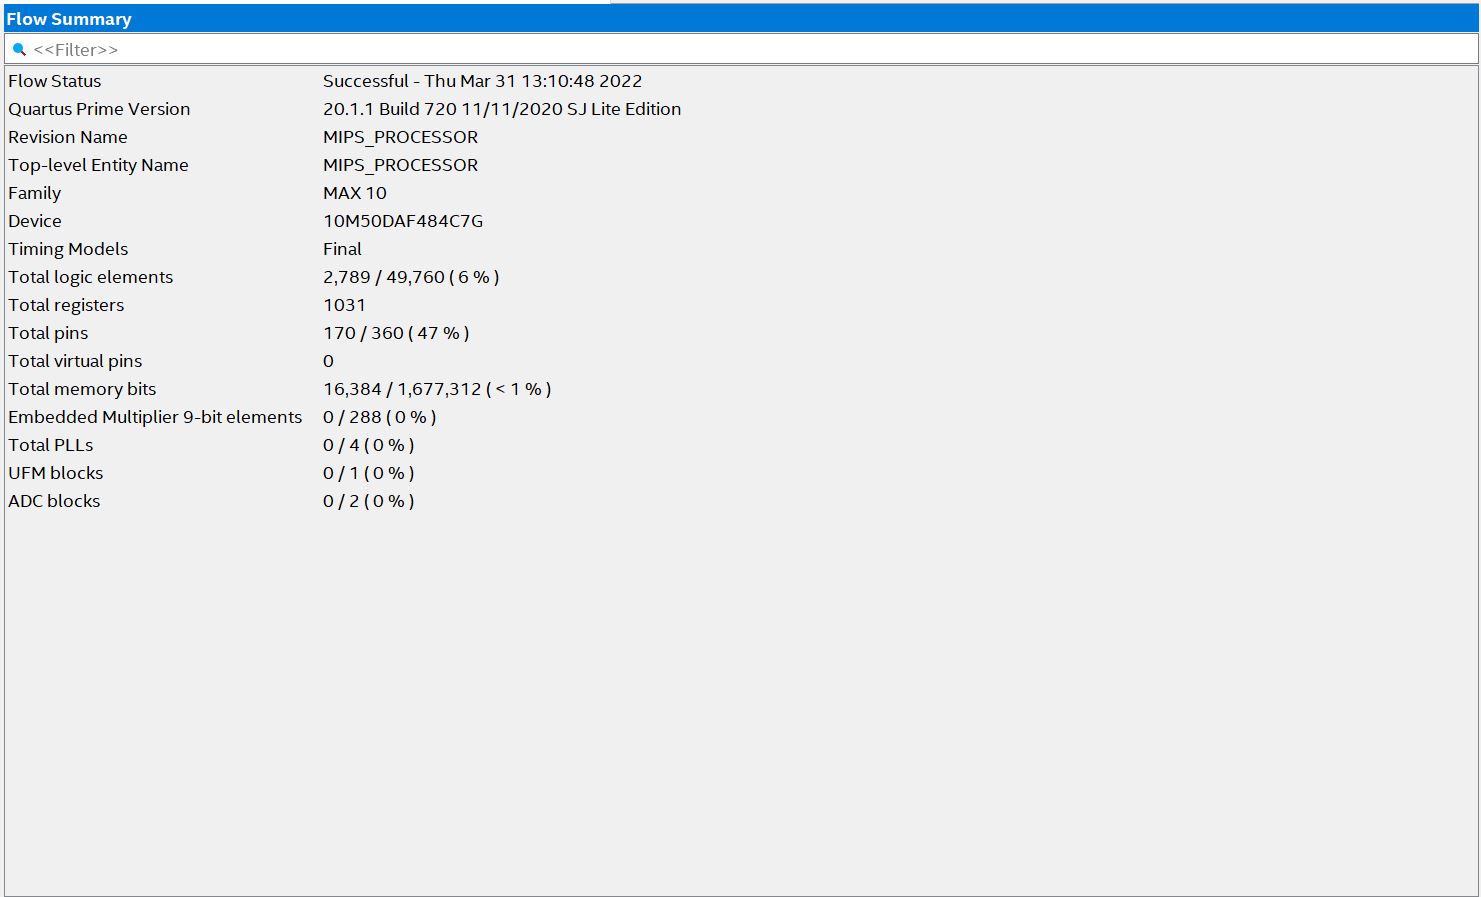 Flow Summary
<<Filter>>
Flow Status Successful - Thu Mar 31 13:10:48 2022
Quartus Prime Version 20.1.1 Build 720 11/11/2020 SJ Lite Edition
Revision Name MIPS_PROCESSOR
Top-level Entity Name MIPS_PROCESSOR
Family MAX 10
Device 10M50DAF484C7G
Timing Models Final
Total logic elements 2,789 / 49,760 ( 6 % )
Total registers 1031
Total pins 170 / 360 ( 47 % )
Total virtual pins 0
Total memory bits 16,384 / 1,677,312 ( < 1 % )
Embedded Multiplier 9-bit elements 0 / 288 ( 0 % )
Total PLLs 0 / 4 ( 0 % )
UFM blocks 0 / 1 ( 0 % )
ADC blocks 0 / 2 ( 0 % )